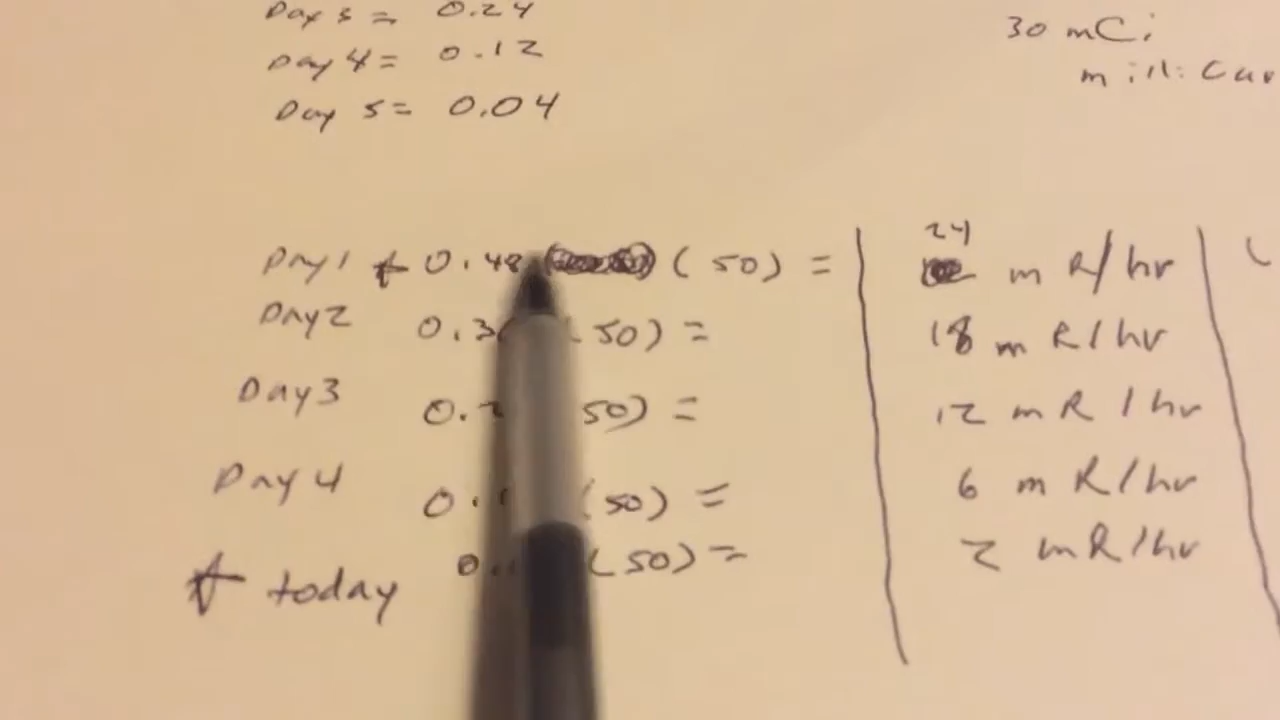 Day 3 = 0.24
Day 4 = 0.12
Day 5 = 0.04
30 mCi
Day 1 0.48 (50) = 24 mR/hr
Day 2 (50) = 18 mR/hr
Day 3 50) = 12 mR/hr
Day 4 (50) = 6 mR/hr
today (50) = 2 mR/hr